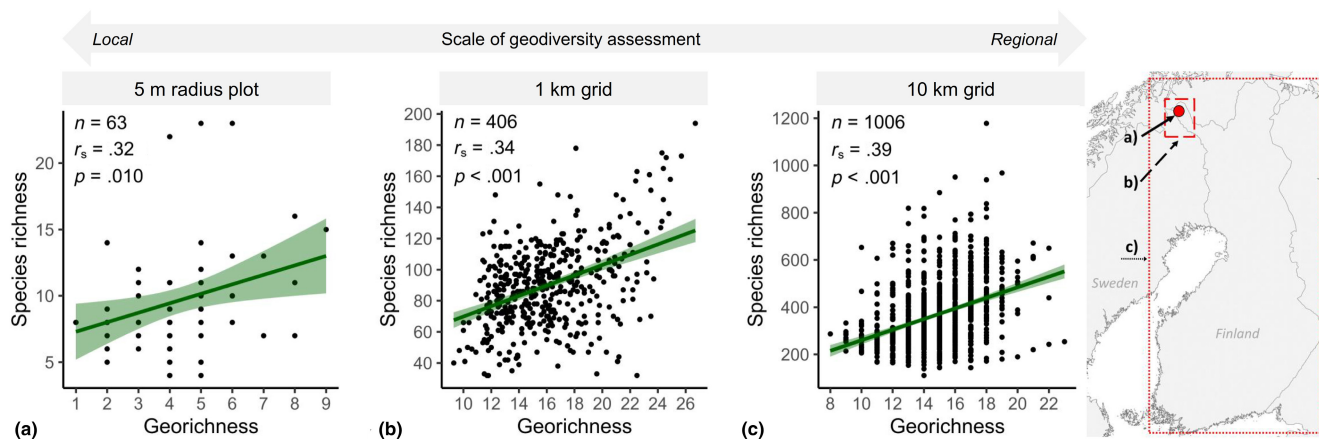 Local Scale of geodiversity assessment Regional
5 m radius plot
n = 63
rs = .32
p = .010
Species richness
20
15
10
5
1 2 3 4 5 6 7 8 9
(a) Georichness
1 km grid
n = 406
rs = .34
p < .001
Species richness
200
180
160
140
120
100
80
60
40
10 12 14 16 18 20 22 24 26
(b) Georichness
10 km grid
n = 1006
rs = .39
p < .001
Species richness
1200
1000
800
600
400
200
8 10 12 14 16 18 20 22
(c) Georichness
a)
b)
c)
Sweden
Finland